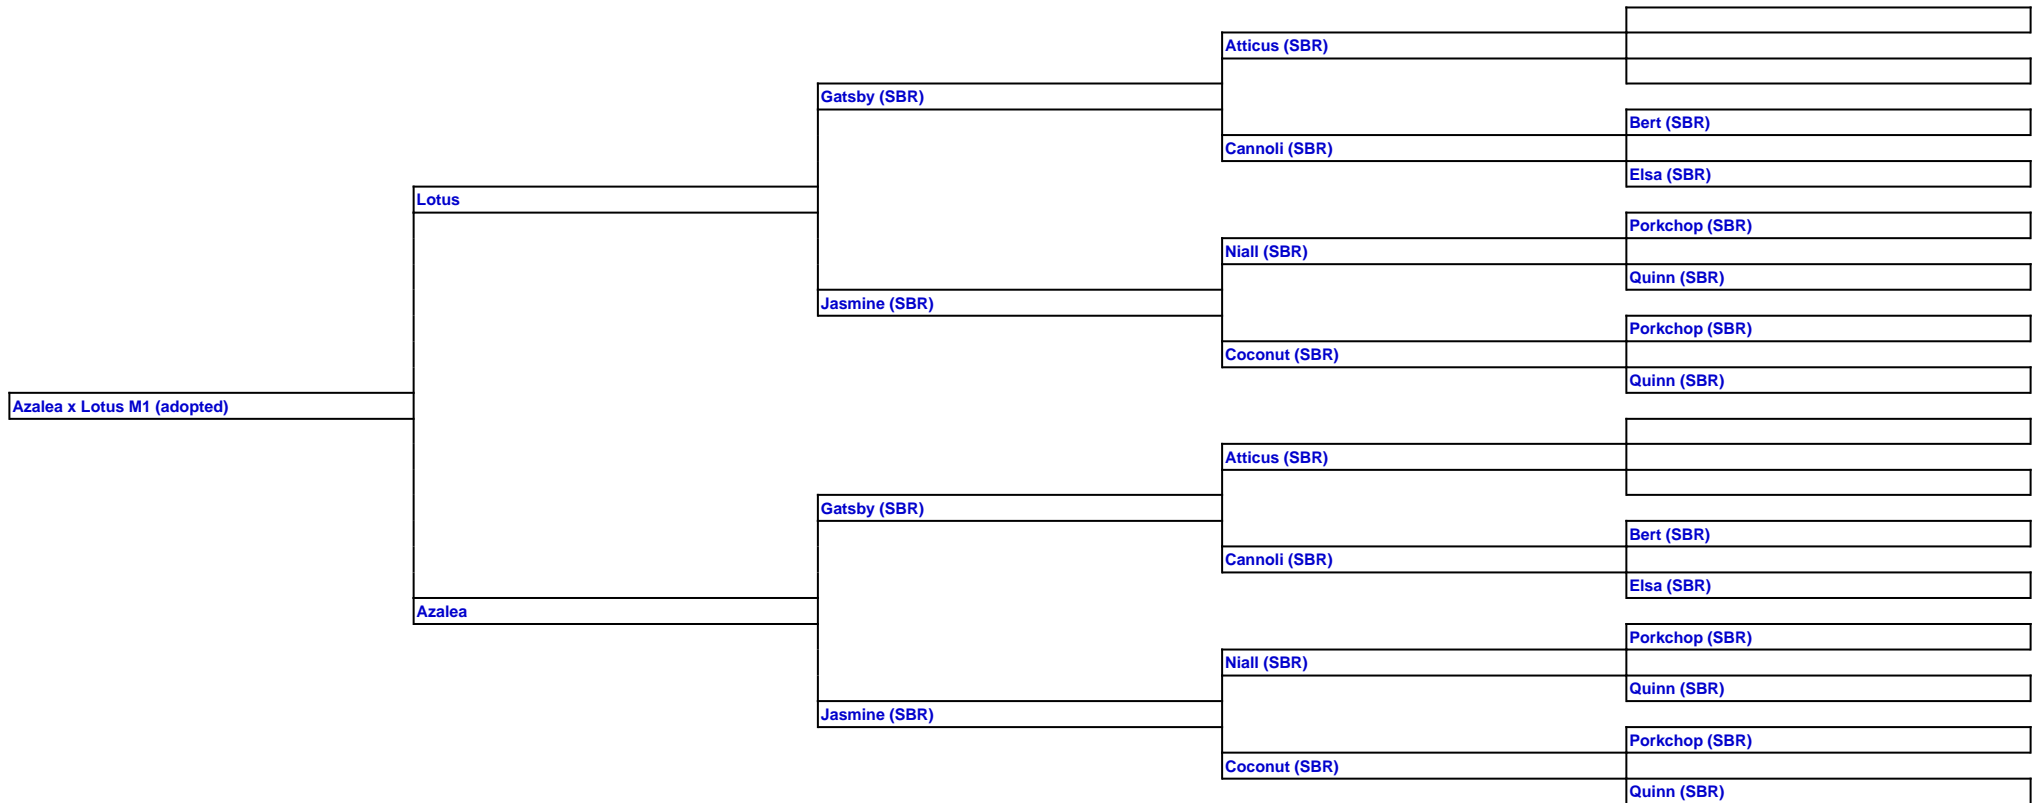 Atticus (SBR)
Gatsby (SBR)
Bert (SBR)
Cannoli (SBR)
Elsa (SBR)
Lotus
Porkchop (SBR)
Niall (SBR)
Quinn (SBR)
Jasmine (SBR)
Porkchop (SBR)
Coconut (SBR)
Quinn (SBR)
Azalea x Lotus M1 (adopted)
Atticus (SBR)
Gatsby (SBR)
Bert (SBR)
Cannoli (SBR)
Elsa (SBR)
Azalea
Porkchop (SBR)
Niall (SBR)
Quinn (SBR)
Jasmine (SBR)
Porkchop (SBR)
Coconut (SBR)
Quinn (SBR)